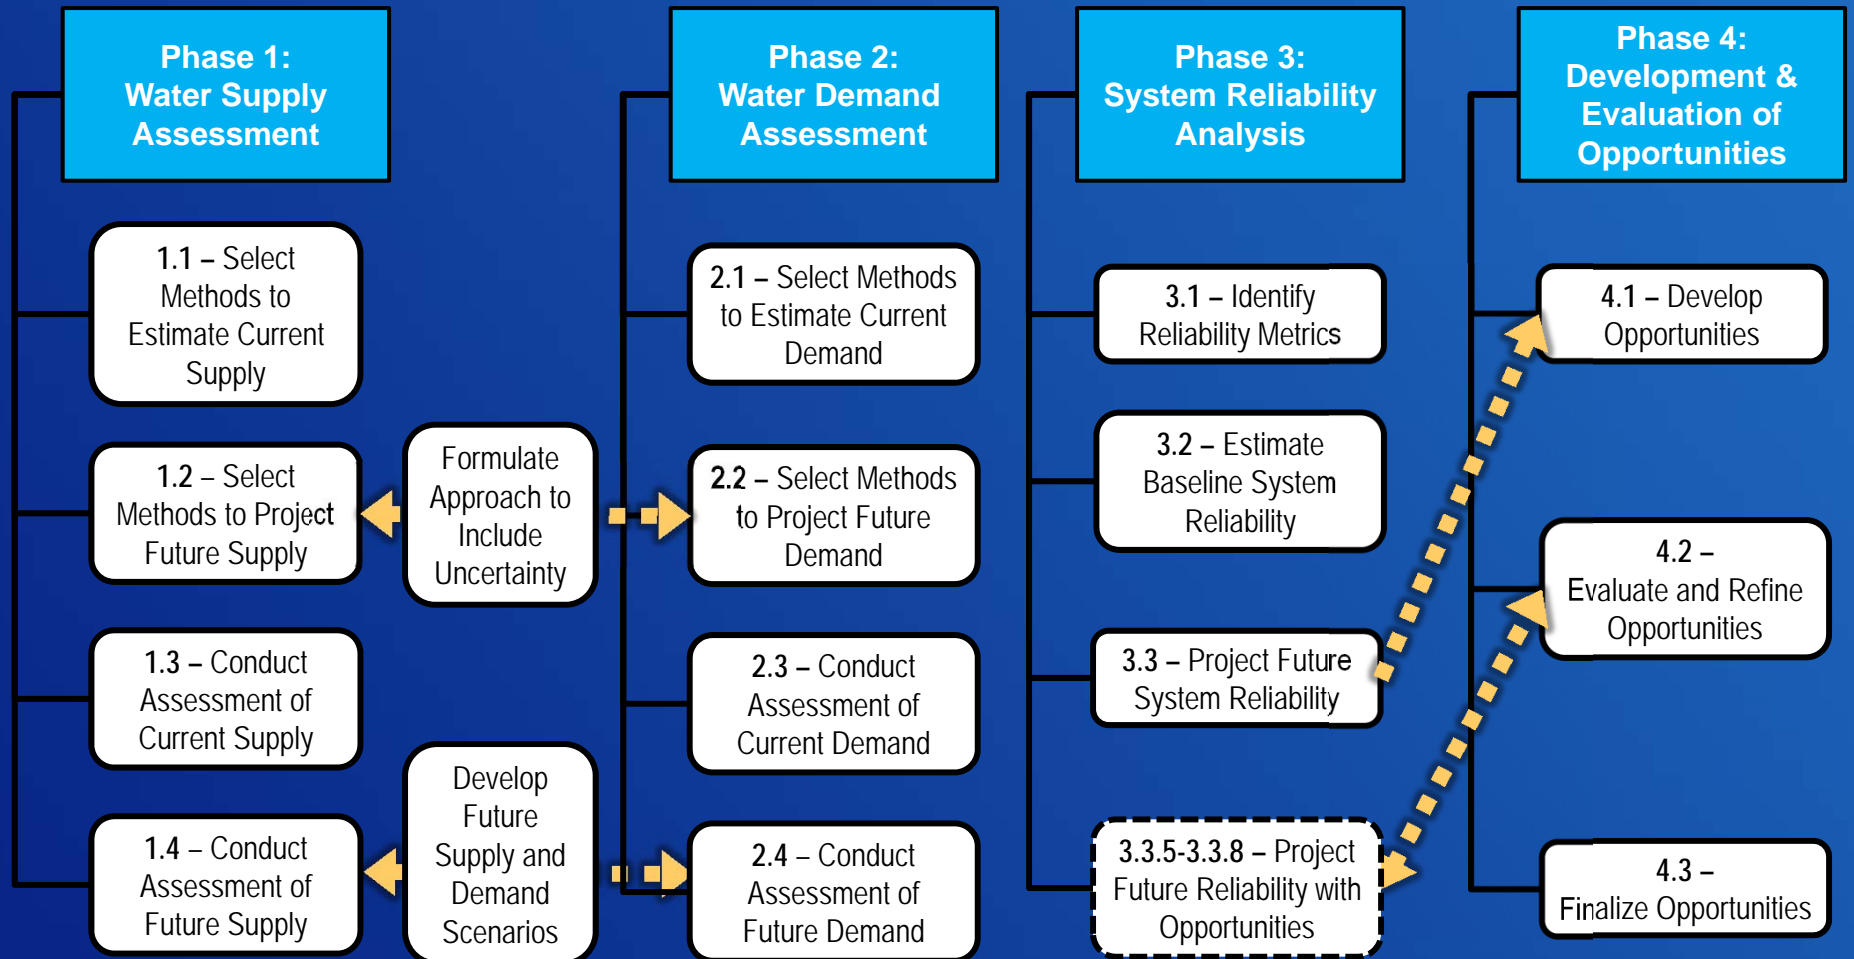 Phase 1:
Water Supply
Assessment
1.1 – Select
Methods to
Estimate Current
Supply
1.2 – Select
Methods to Project
Future Supply
1.3 – Conduct
Assessment of
Current Supply
1.4 – Conduct
Assessment of
Future Supply
Formulate
Approach to
Include
Uncertainty
Develop
Future
Supply and
Demand
Scenarios
Phase 2:
Water Demand
Assessment
2.1 – Select Methods
to Estimate Current
Demand
2.2 – Select Methods
to Project Future
Demand
2.3 – Conduct
Assessment of
Current Demand
2.4 – Conduct
Assessment of
Future Demand
Phase 3:
System Reliability
Analysis
3.1 – Identify
Reliability Metrics
3.2 – Estimate
Baseline System
Reliability
3.3 – Project Future
System Reliability
3.3.5-3.3.8 – Project
Future Reliability with
Opportunities
Phase 4:
Development &
Evaluation of
Opportunities
4.1 – Develop
Opportunities
4.2 –
Evaluate and Refine
Opportunities
4.3 –
Finalize Opportunities